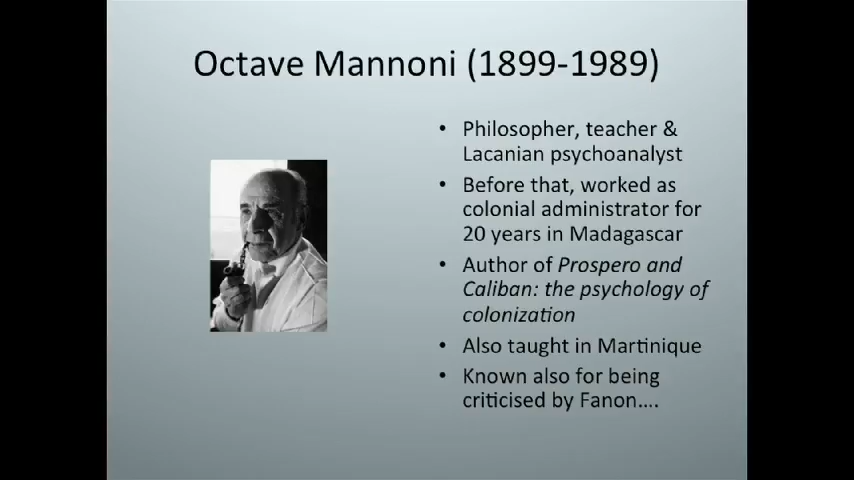 Octave Mannoni (1899-1989)
• Philosopher, teacher &
Lacanian psychoanalyst
• Before that, worked as
colonial administrator for
20 years in Madagascar
• Author of Prospero and
Caliban: the psychology of
colonization
• Also taught in Martinique
• Known also for being
criticised by Fanon….